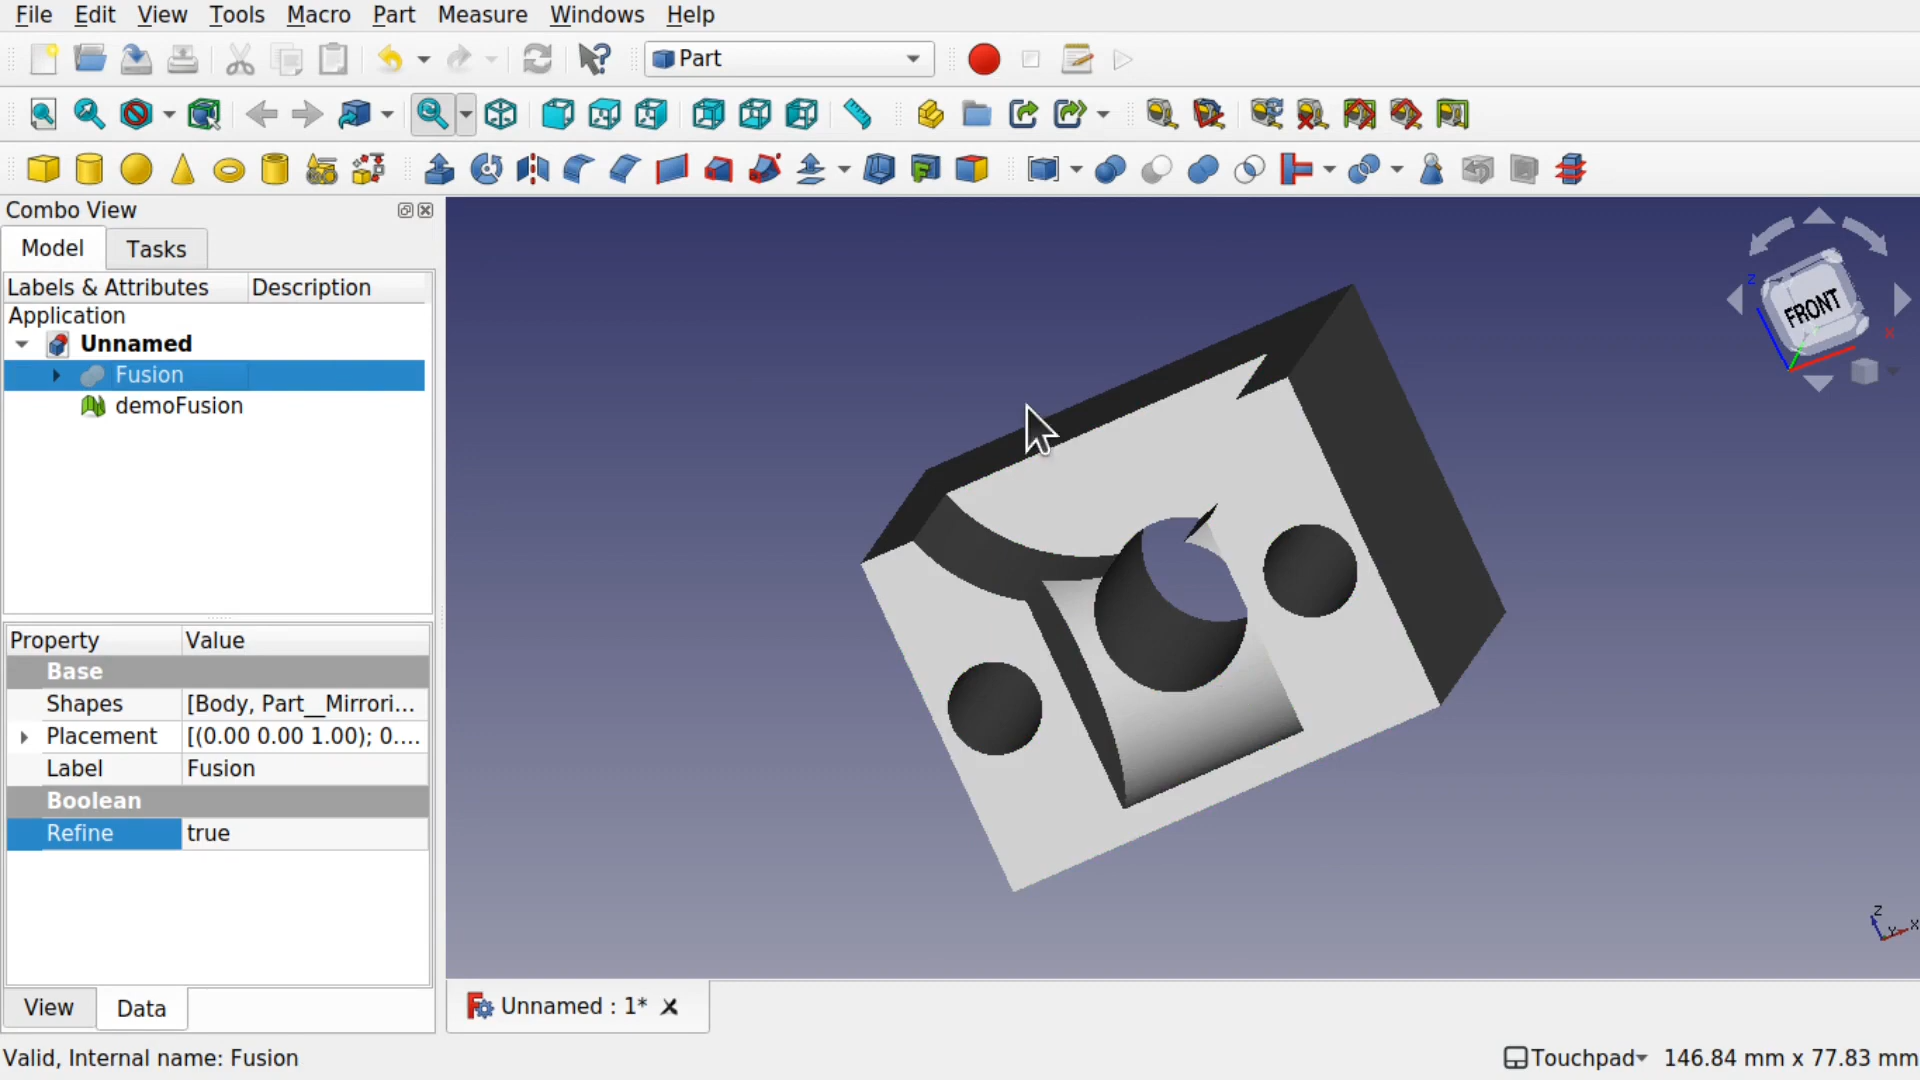 File Edit View Tools Macro Part Measure Windows Help
Part
Combo View
Model Tasks
Labels & Attributes Description
Application
Unnamed
Fusion
demoFusion
Property Value
Base
Shapes [Body, Part__Mirrori...
Placement [(0.00 0.00 1.00); 0....
Label Fusion
Boolean
Refine true
View Data
FRONT
Z
X
Z
Y
X
Unnamed : 1*
Valid, Internal name: Fusion
Touchpad 146.84 mm x 77.83 mm